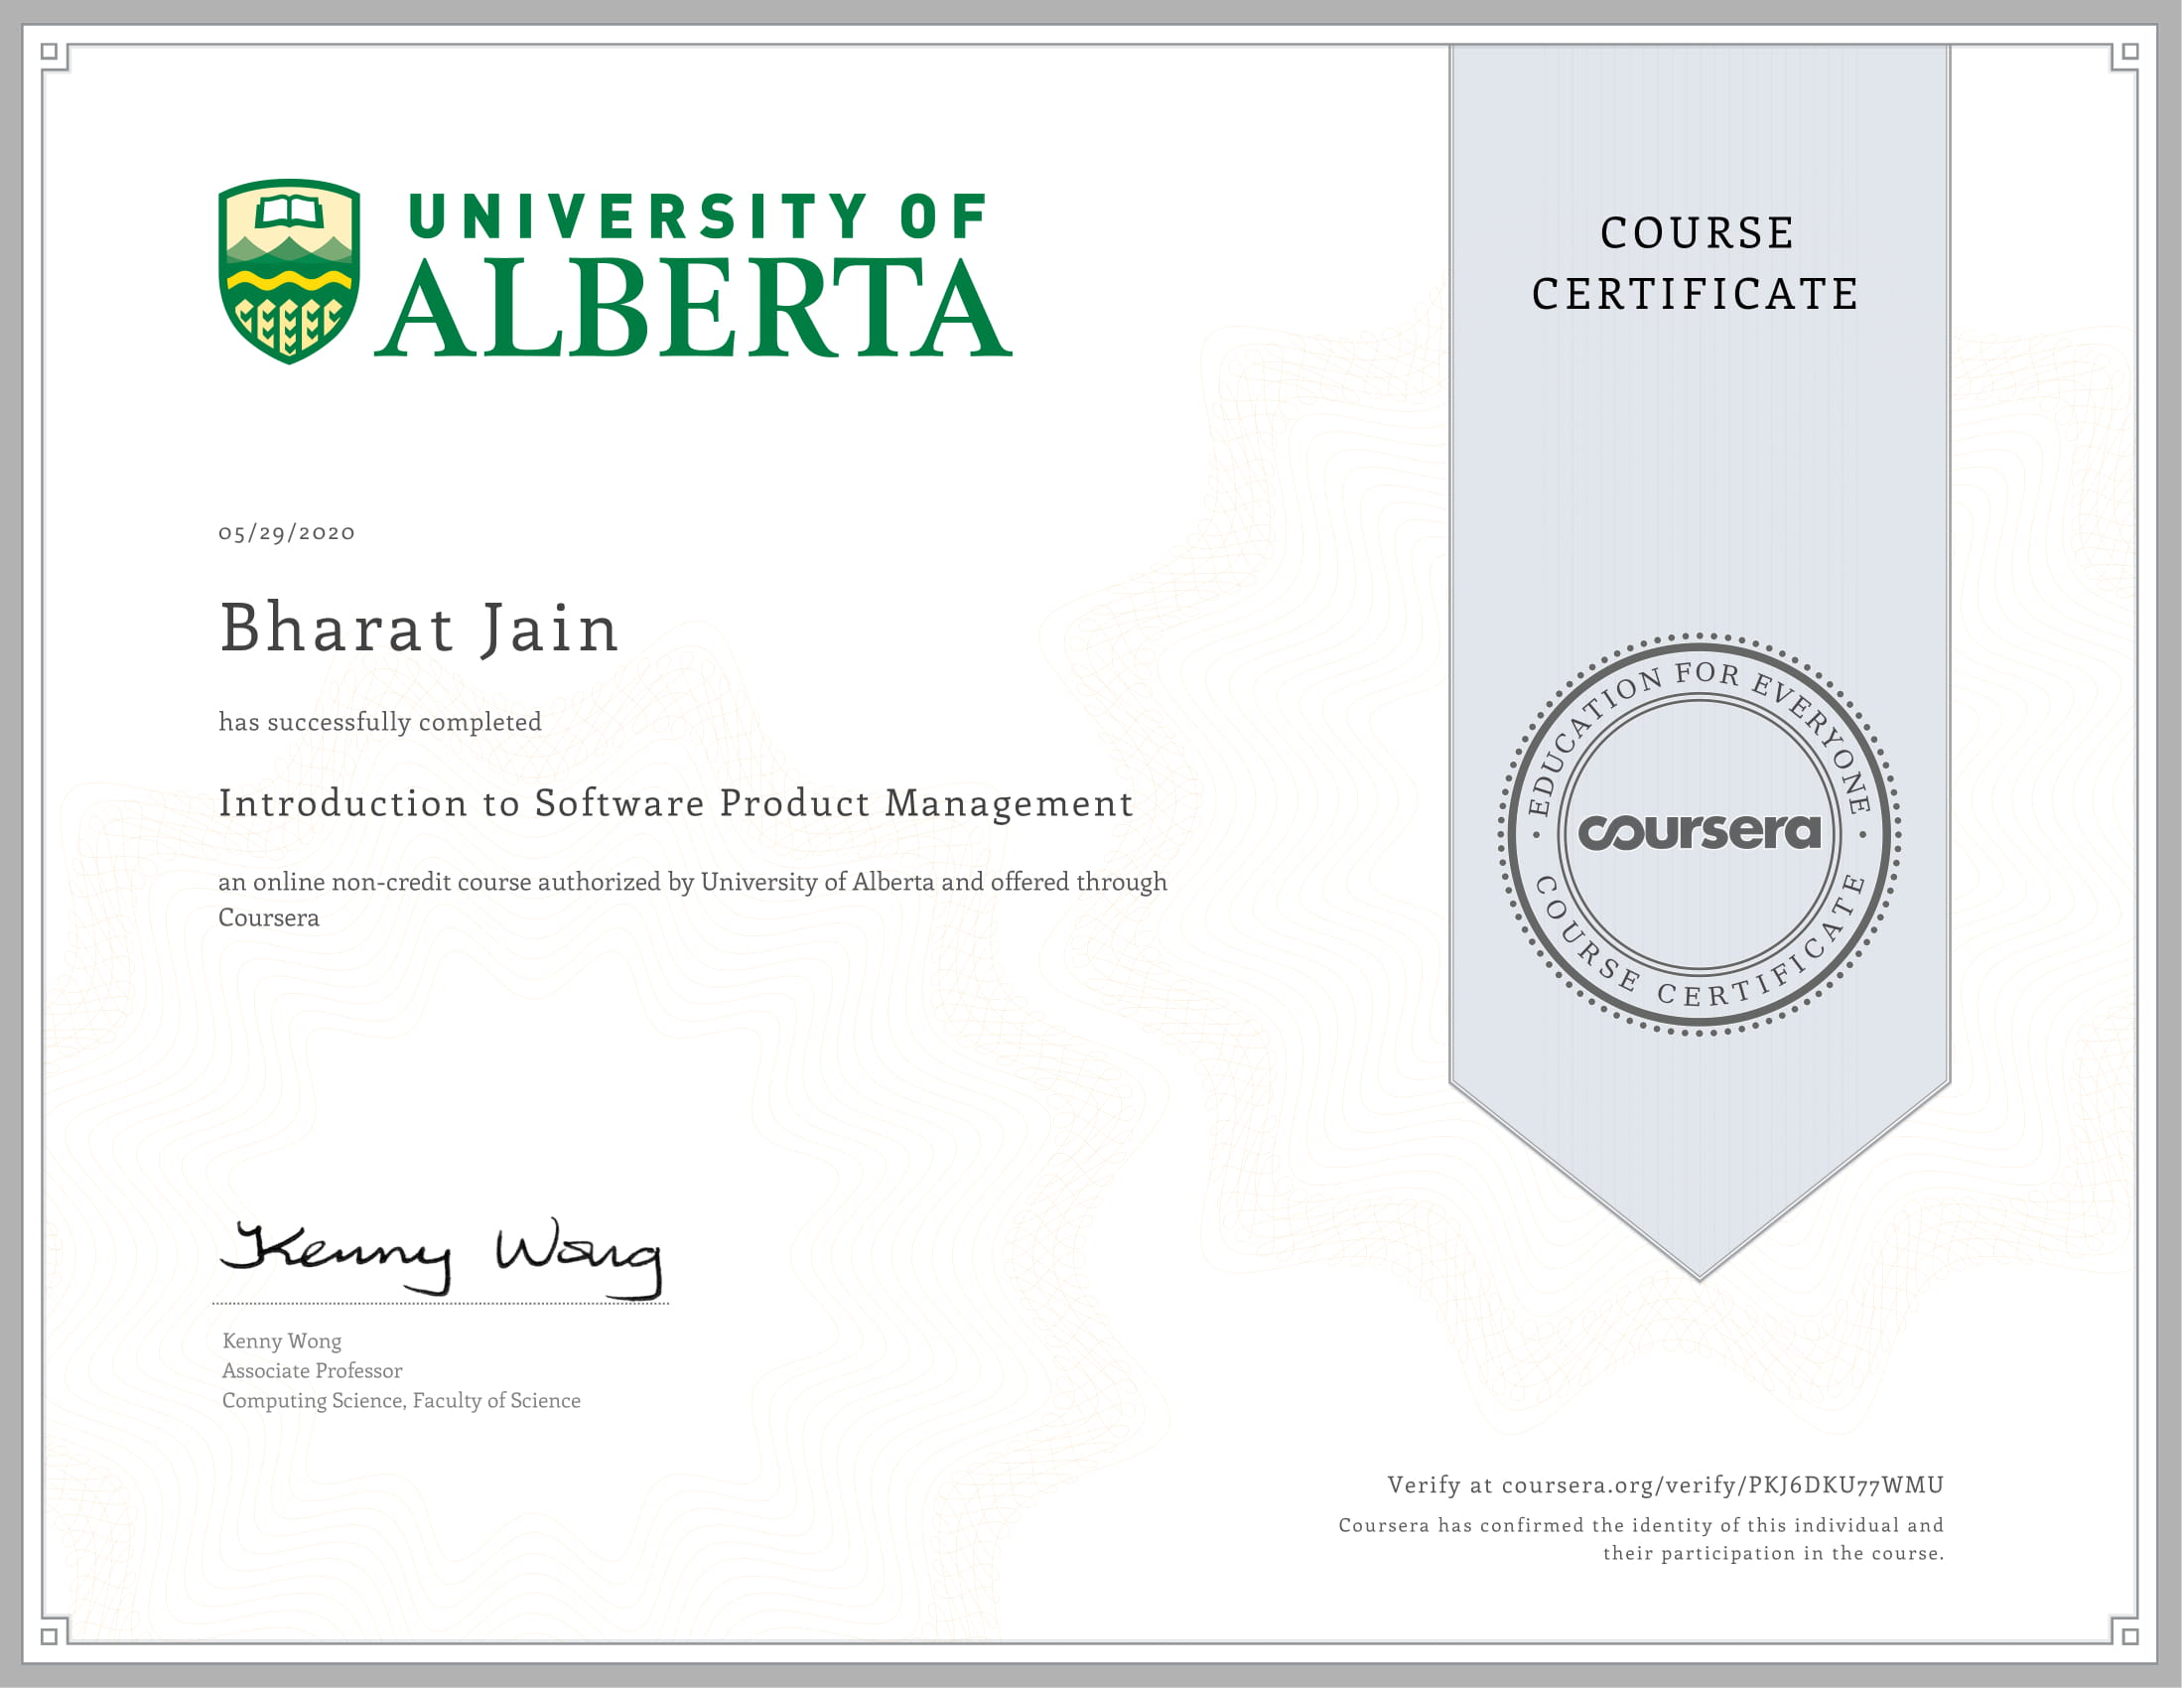 UNIVERSITY OF
ALBERTA
COURSE
CERTIFICATE
05/29/2020
Bharat Jain
has successfully completed
Introduction to Software Product Management
an online non-credit course authorized by University of Alberta and offered through
Coursera
EDUCATION FOR EVERYONE
coursera
COURSE CERTIFICATE
Kenny Wong
Kenny Wong
Associate Professor
Computing Science, Faculty of Science
Verify at coursera.org/verify/PKJ6DKU77WMU
Coursera has confirmed the identity of this individual and
their participation in the course.